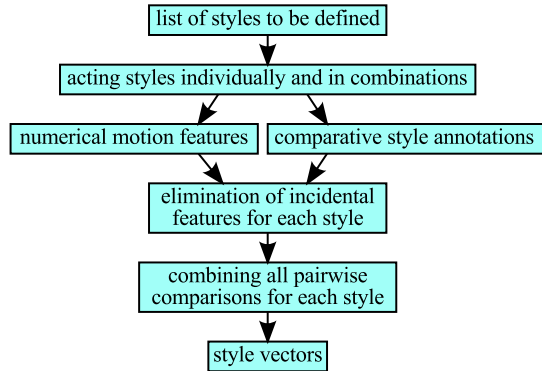 list of styles to be defined
acting styles individually and in combinations
numerical motion features
comparative style annotations
elimination of incidental
features for each style
combining all pairwise
comparisons for each style
style vectors